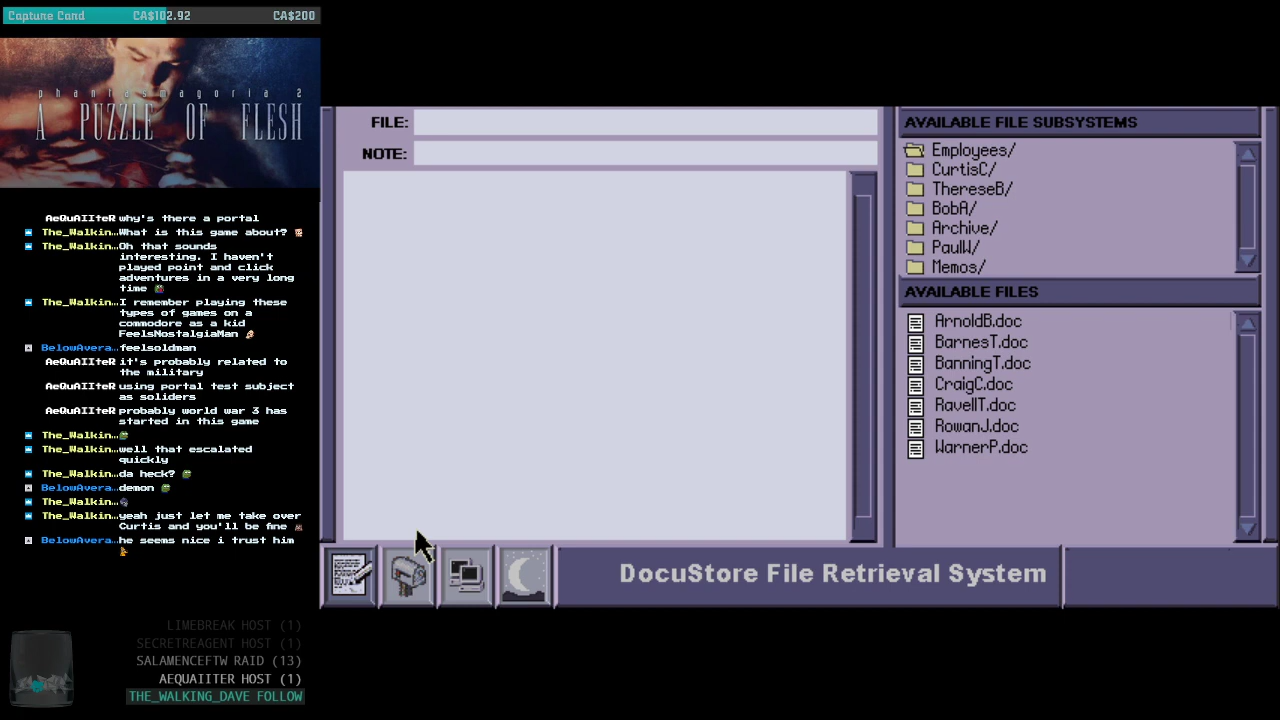 Capture Card CA$102.92 CA$200
phantasmagoria 2
A PUZZLE OF FLESH
AeQuAIIteR why's there a portal
The_Walkin… What is this game about?
The_Walkin… Oh that sounds
interesting. I haven't
played point and click
adventures in a very long
time
The_Walkin… I remember playing these
types of games on a
commodore as a kid
FeelsNostalgiaMan
BelowAvera… feelsoldman
AeQuAIIteR it's probably related to
the military
AeQuAIIteR using portal test subject
as soliders
AeQuAIIteR probably world war 3 has
started in this game
The_Walkin…
The_Walkin… well that escalated
quickly
The_Walkin… da heck?
BelowAvera… demon
The_Walkin…
The_Walkin… yeah just let me take over
Curtis and you'll be fine
BelowAvera… he seems nice i trust him
LIMEBREAK HOST (1)
SECRETREAGENT HOST (1)
SALAMENCEFTW RAID (13)
AEQUAIITER HOST (1)
THE_WALKING_DAVE FOLLOW
FILE:
NOTE:
AVAILABLE FILE SUBSYSTEMS
Employees/
CurtisC/
ThereseB/
BobA/
Archive/
PaulW/
Memos/
AVAILABLE FILES
ArnoldB.doc
BarnesT.doc
BanningT.doc
CraigC.doc
RavellT.doc
RowanJ.doc
WarnerP.doc
DocuStore File Retrieval System